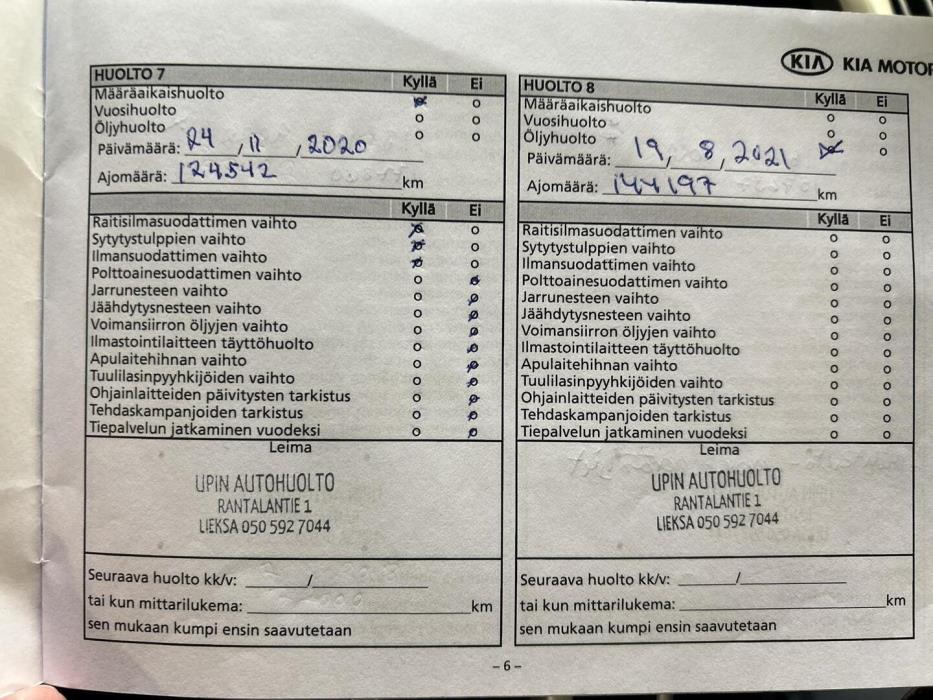 KIA KIA MOTOR
HUOLTO 7 Kyllä Ei
Määräaikaishuolto
Vuosihuolto
Öljyhuolto
Päivämäärä: 24, 11, 2020
Ajomäärä: 124542 km
Kyllä Ei
Raitisilmasuodattimen vaihto
Sytytystulppien vaihto
Ilmansuodattimen vaihto
Polttoainesuodattimen vaihto
Jarrunesteen vaihto
Jäähdytysnesteen vaihto
Voimansiirron öljyjen vaihto
Ilmastointilaitteen täyttöhuolto
Apulaitehihnan vaihto
Tuulilasinpyyhkijöiden vaihto
Ohjainlaitteiden päivitysten tarkistus
Tehdaskampanjoiden tarkistus
Tiepalvelun jatkaminen vuodeksi
Leima
UPIN AUTOHUOLTO
RANTALANTIE 1
LIEKSA 050 592 7044
Seuraava huolto kk/v: /
tai kun mittarilukema: km
sen mukaan kumpi ensin saavutetaan
HUOLTO 8 Kyllä Ei
Määräaikaishuolto
Vuosihuolto
Öljyhuolto
Päivämäärä: 19, 8, 2021
Ajomäärä: 144197 km
Kyllä Ei
Raitisilmasuodattimen vaihto
Sytytystulppien vaihto
Ilmansuodattimen vaihto
Polttoainesuodattimen vaihto
Jarrunesteen vaihto
Jäähdytysnesteen vaihto
Voimansiirron öljyjen vaihto
Ilmastointilaitteen täyttöhuolto
Apulaitehihnan vaihto
Tuulilasinpyyhkijöiden vaihto
Ohjainlaitteiden päivitysten tarkistus
Tehdaskampanjoiden tarkistus
Tiepalvelun jatkaminen vuodeksi
Leima
UPIN AUTOHUOLTO
RANTALANTIE 1
LIEKSA 050 592 7044
Seuraava huolto kk/v: /
tai kun mittarilukema: km
sen mukaan kumpi ensin saavutetaan
– 6 –